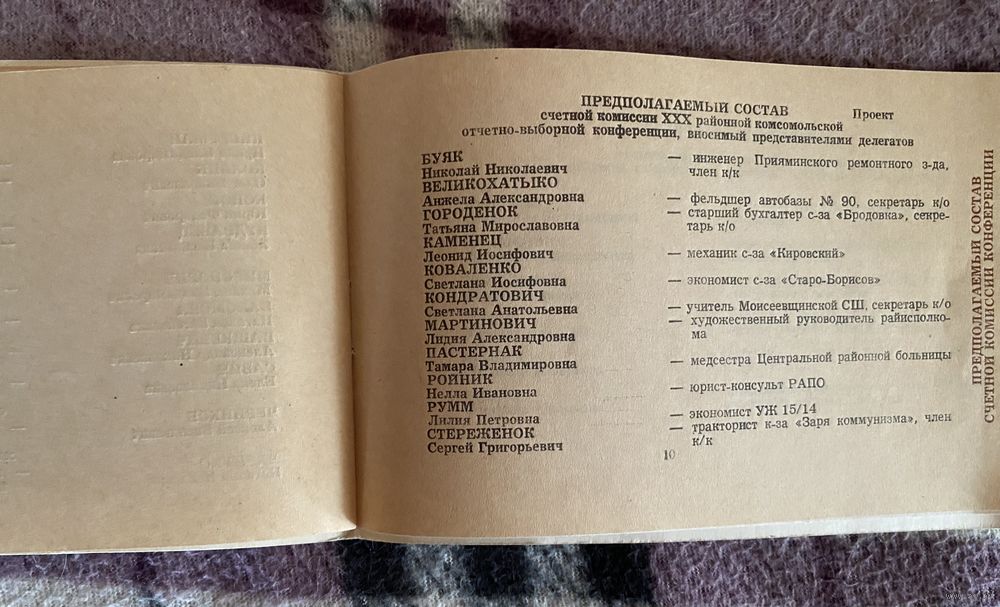 ПРЕДПОЛАГАЕМЫЙ СОСТАВ
Проект
счетной комиссии XXX районной комсомольской
отчетно-выборной конференции, вносимый представителями делегатов
БУЯК
Николай Николаевич
— инженер Прияминского ремонтного з-да,
член к/к
ВЕЛИКОХАТЫКО
Анжела Александровна
— фельдшер автобазы № 90, секретарь к/о
ГОРОДЕНОК
Татьяна Мирославовна
— старший бухгалтер с-за «Бродовка», секре-
тарь к/о
КАМЕНЕЦ
Леонид Иосифович
— механик с-за «Кировский»
КОВАЛЕНКО
Светлана Иосифовна
— экономист с-за «Старо-Борисов»
КОНДРАТОВИЧ
Светлана Анатольевна
— учитель Моисеевщинской СШ, секретарь к/о
МАРТИНОВИЧ
Лидия Александровна
— художественный руководитель райисполко-
ма
ПАСТЕРНАК
Тамара Владимировна
— медсестра Центральной районной больницы
РОЙНИК
Нелла Ивановна
— юрист-консульт РАПО
РУММ
Лилия Петровна
— экономист УЖ 15/14
СТЕРЕЖЕНОК
Сергей Григорьевич
— тракторист к-за «Заря коммунизма», член
к/к
10
ПРЕДПОЛАГАЕМЫЙ СОСТАВ
СЧЕТНОЙ КОМИССИИ КОНФЕРЕНЦИИ